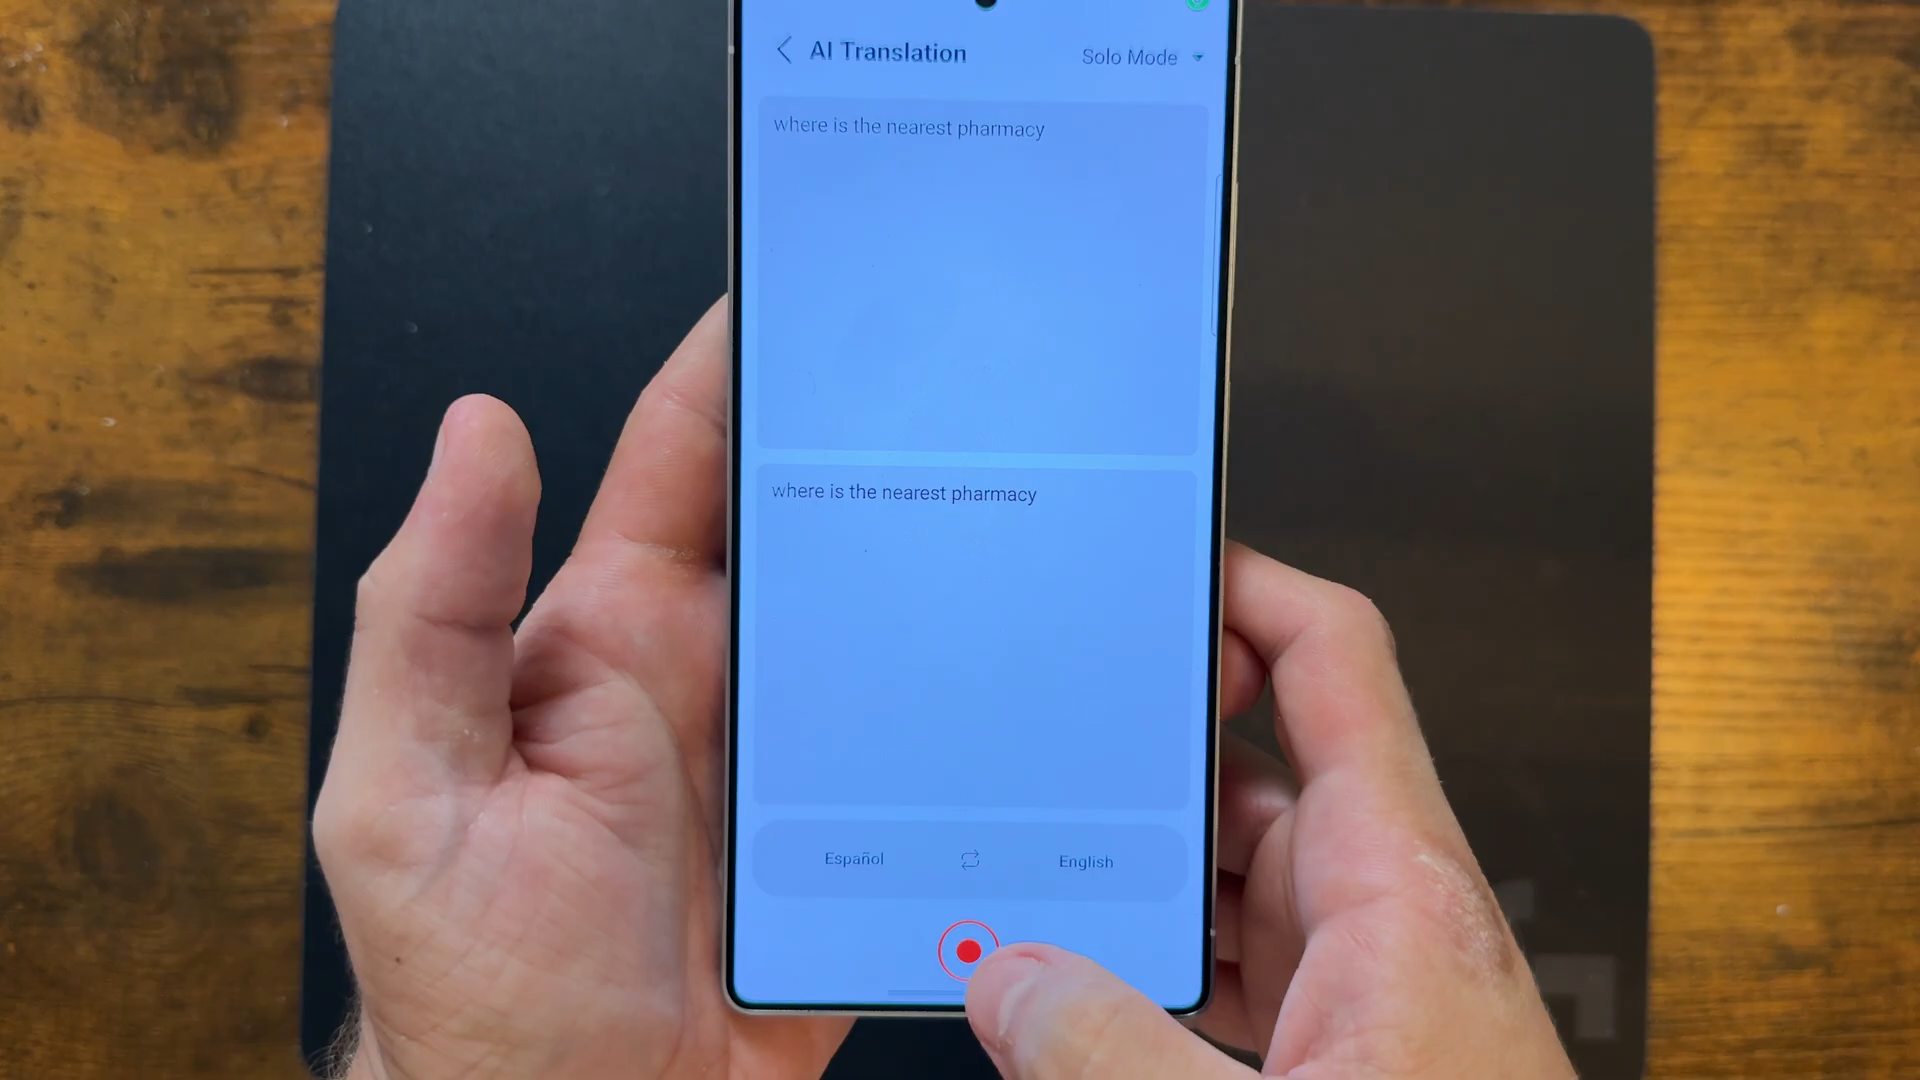 AI Translation
Solo Mode
where is the nearest pharmacy
where is the nearest pharmacy
Español
English